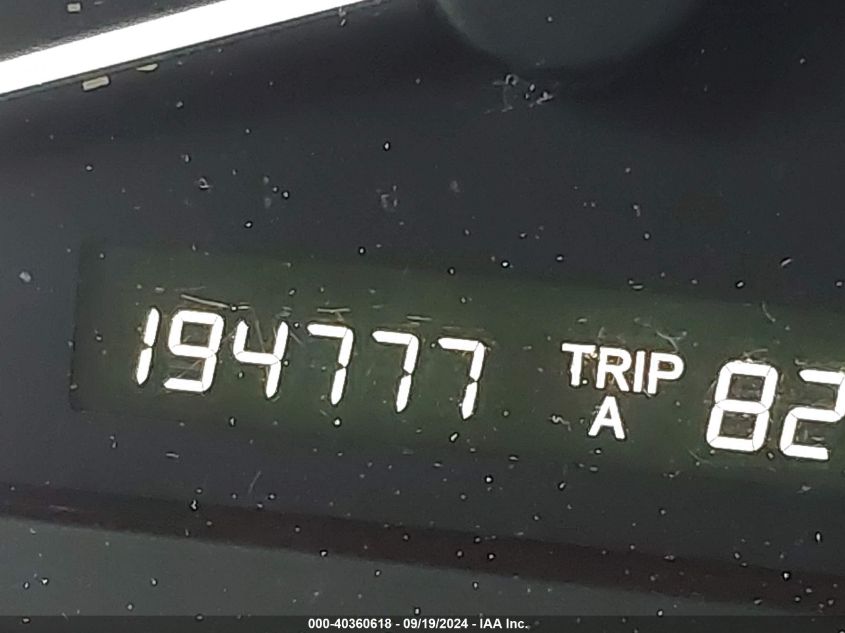 194777 TRIP A 82
000-40360618 - 09/19/2024 - IAA Inc.